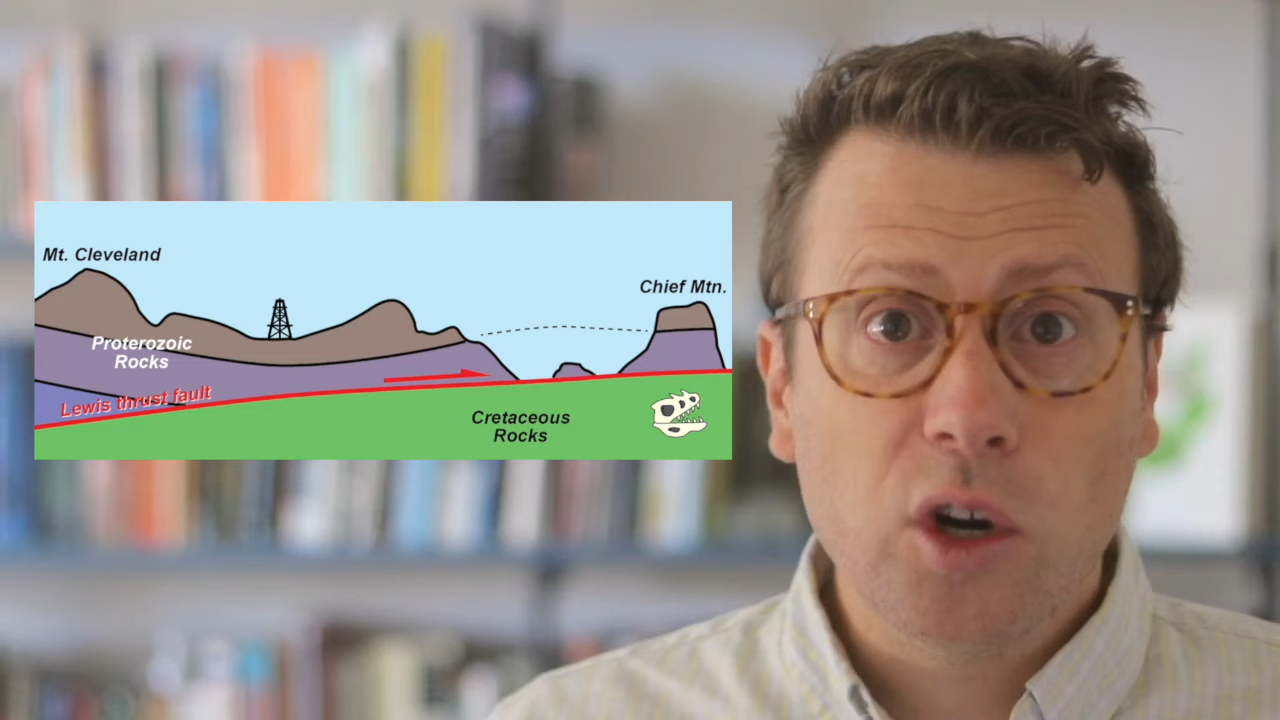 Mt. Cleveland
Chief Mtn.
Proterozoic
Rocks
Lewis thrust fault
Cretaceous
Rocks